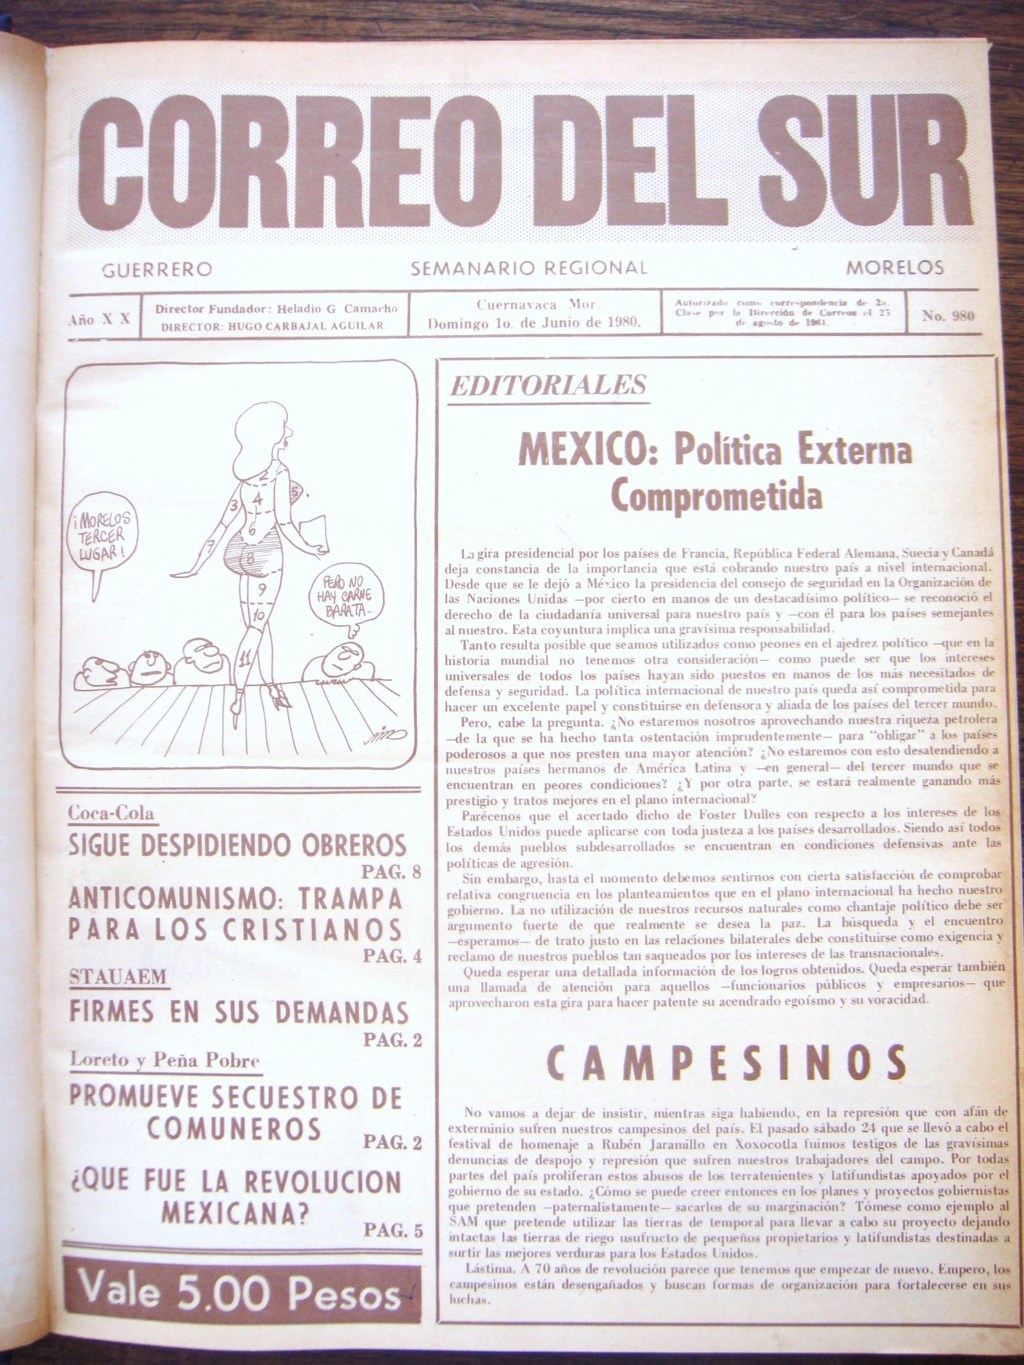 CORREO DEL SUR
GUERRERO SEMANARIO REGIONAL MORELOS
Año X X
Director Fundador: Heladio G Camacho
DIRECTOR: HUGO CARBAJAL AGUILAR
Cuernavaca Mor.
Domingo 1o. de Junio de 1980.
Autorizado como correspondencia de 2a.
Clase por la Dirección de Correos el 25
de agosto de 1961.
No. 980
¡MORELOS
TERCER
LUGAR!
PERO NO
HAY CARNE
BARATA..
2
3
4
5
6
7
8
9
10
11
Coca-Cola
SIGUE DESPIDIENDO OBREROS
PAG. 8
ANTICOMUNISMO: TRAMPA
PARA LOS CRISTIANOS
PAG. 4
STAUAEM
FIRMES EN SUS DEMANDAS
PAG. 2
Loreto y Peña Pobre
PROMUEVE SECUESTRO DE
COMUNEROS
PAG. 2
¿QUE FUE LA REVOLUCION
MEXICANA?
PAG. 5
Vale 5.00 Pesos
EDITORIALES
MEXICO: Política Externa
Comprometida
La gira presidencial por los países de Francia, República Federal Alemana, Suecia y Canadá
deja constancia de la importancia que está cobrando nuestro país a nivel internacional.
Desde que se le dejó a México la presidencia del consejo de seguridad en la Organización de
las Naciones Unidas —por cierto en manos de un destacadísimo político— se reconoció el
derecho de la ciudadanía universal para nuestro país y —con él para los países semejantes
al nuestro. Esta coyuntura implica una gravísima responsabilidad.
Tanto resulta posible que seamos utilizados como peones en el ajedrez político —que en la
historia mundial no tenemos otra consideración— como puede ser que los intereses
universales de todos los países hayan sido puestos en manos de los más necesitados de
defensa y seguridad. La política internacional de nuestro país queda así comprometida para
hacer un excelente papel y constituirse en defensora y aliada de los países del tercer mundo.
Pero, cabe la pregunta. ¿No estaremos nosotros aprovechando nuestra riqueza petrolera
—de la que se ha hecho tanta ostentación imprudentemente— para "obligar" a los países
poderosos a que nos presten una mayor atención? ¿No estaremos con esto desatendiendo a
nuestros países hermanos de América Latina y —en general— del tercer mundo que se
encuentran en peores condiciones? ¿Y por otra parte, se estará realmente ganando más
prestigio y tratos mejores en el plano internacional?
Parécenos que el acertado dicho de Foster Dulles con respecto a los intereses de los
Estados Unidos puede aplicarse con toda justeza a los países desarrollados. Siendo así todos
los demás pueblos subdesarrollados se encuentran en condiciones defensivas ante las
políticas de agresión.
Sin embargo, hasta el momento debemos sentirnos con cierta satisfacción de comprobar
relativa congruencia en los planteamientos que en el plano internacional ha hecho nuestro
gobierno. La no utilización de nuestros recursos naturales como chantaje político debe ser
argumento fuerte de que realmente se desea la paz. La búsqueda y el encuentro
—esperamos— de trato justo en las relaciones bilaterales debe constituirse como exigencia y
reclamo de nuestros pueblos tan saqueados por los intereses de las transnacionales.
Queda esperar una detallada información de los logros obtenidos. Queda esperar también
una llamada de atención para aquellos —funcionarios públicos y empresarios— que
aprovecharon esta gira para hacer patente su acendrado egoísmo y su voracidad.
CAMPESINOS
No vamos a dejar de insistir, mientras siga habiendo, en la represión que con afán de
exterminio sufren nuestros campesinos del país. El pasado sábado 24 que se llevó a cabo el
festival de homenaje a Rubén Jaramillo en Xoxocotla fuimos testigos de las gravísimas
denuncias de despojo y represión que sufren nuestros trabajadores del campo. Por todas
partes del país proliferan estos abusos de los terratenientes y latifundistas apoyados por el
gobierno de su estado. ¿Cómo se puede creer entonces en los planes y proyectos gobiernistas
que pretenden —paternalistamente— sacarlos de su marginación? Tómese como ejemplo al
SAM que pretende utilizar las tierras de temporal para llevar a cabo su proyecto dejando
intactas las tierras de riego usufructo de pequeños propietarios y latifundistas destinadas a
surtir las mejores verduras para los Estados Unidos.
Lástima. A 70 años de revolución parece que tenemos que empezar de nuevo. Empero, los
campesinos están desengañados y buscan formas de organización para fortalecerse en sus
luchas.